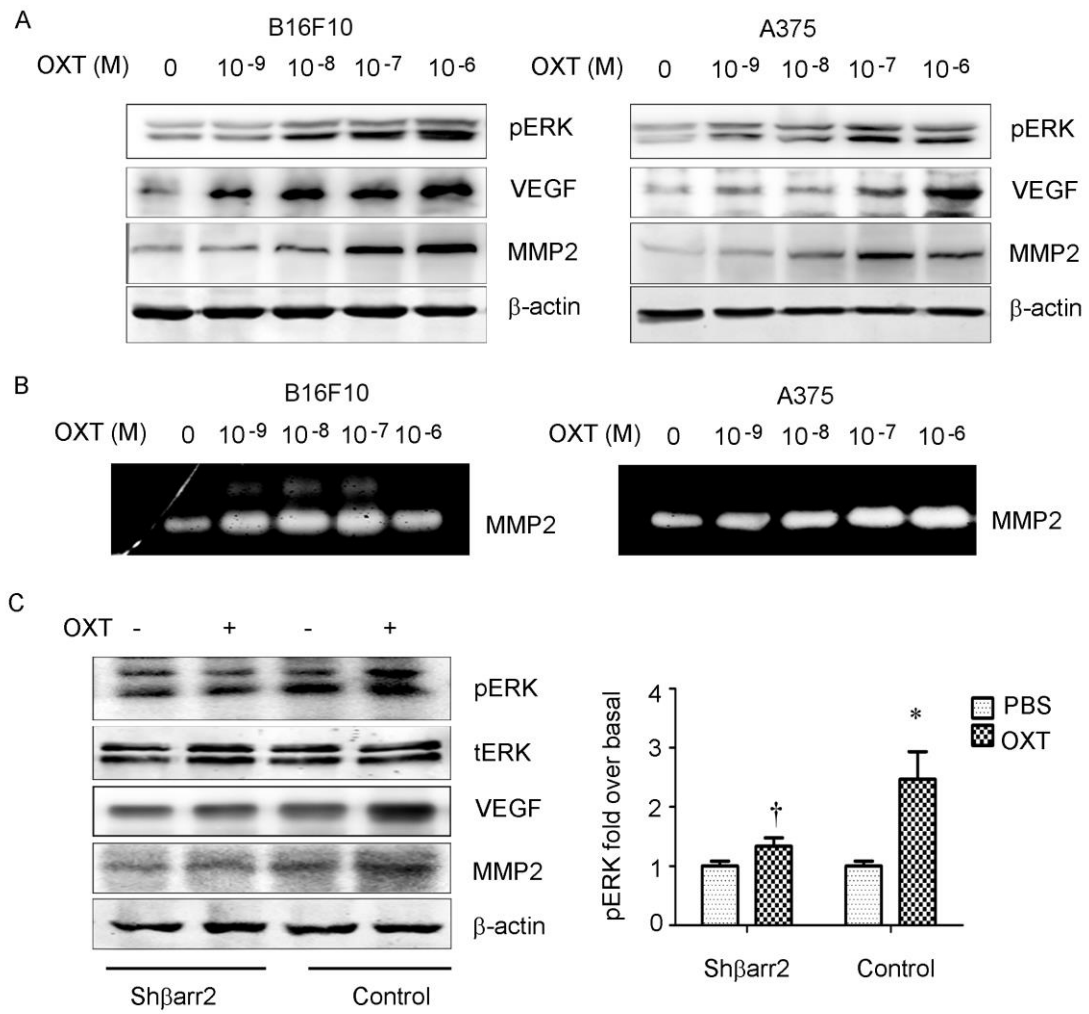 A
B16F10
OXT (M) 0 10-9 10-8 10-7 10-6
pERK
VEGF
MMP2
β-actin
A375
OXT (M) 0 10-9 10-8 10-7 10-6
pERK
VEGF
MMP2
β-actin
B
B16F10
OXT (M) 0 10-9 10-8 10-7 10-6
MMP2
A375
OXT (M) 0 10-9 10-8 10-7 10-6
MMP2
C
OXT - + - +
pERK
tERK
VEGF
MMP2
β-actin
Shβarr2 Control
pERK fold over basal
4
3
2
1
0
†
*
PBS
OXT
Shβarr2 Control